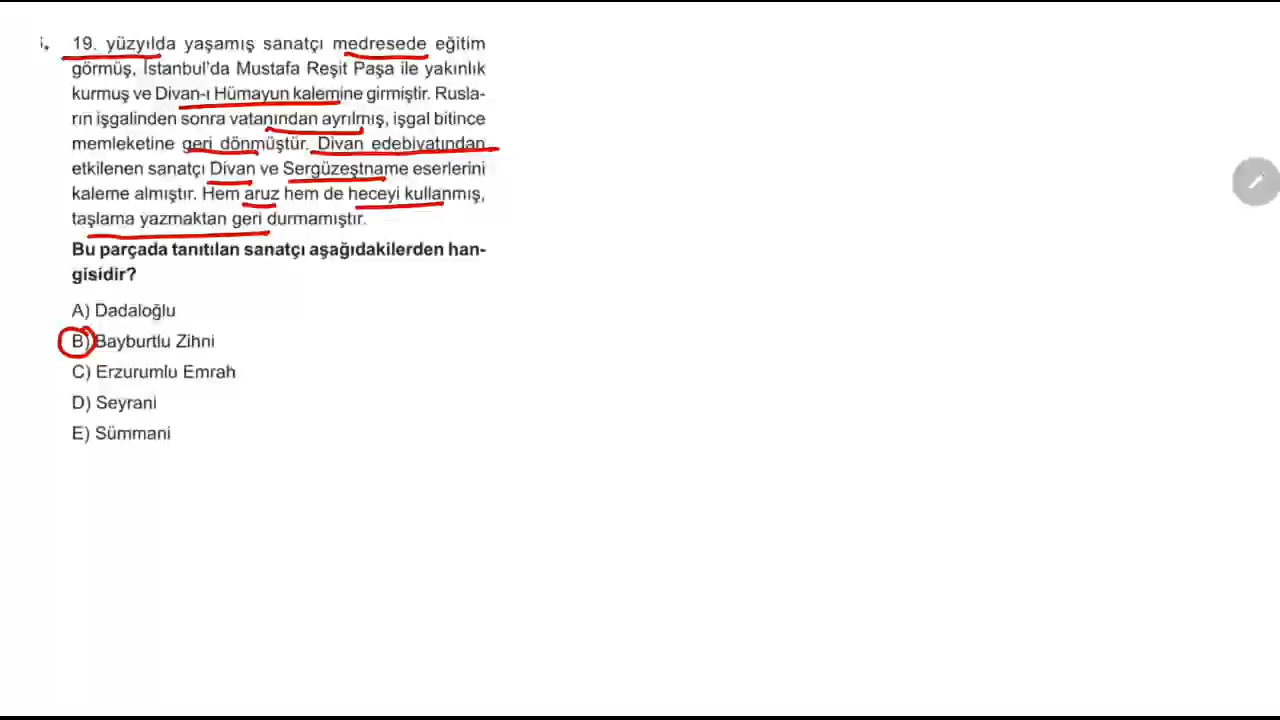 19. yüzyılda yaşamış sanatçı medresede eğitim
görmüş, İstanbul'da Mustafa Reşit Paşa ile yakınlık
kurmuş ve Divan-ı Hümayun kalemine girmiştir. Rusla-
rın işgalinden sonra vatanından ayrılmış, işgal bitince
memleketine geri dönmüştür. Divan edebiyatından
etkilenen sanatçı Divan ve Sergüzeştname eserlerini
kaleme almıştır. Hem aruz hem de heceyi kullanmış,
taşlama yazmaktan geri durmamıştır.
Bu parçada tanıtılan sanatçı aşağıdakilerden han-
gisidir?
A) Dadaloğlu
B) Bayburtlu Zihni
C) Erzurumlu Emrah
D) Seyrani
E) Sümmani